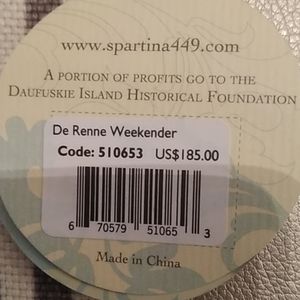 www.spartina449.com
A PORTION OF PROFITS GO TO THE
DAUFUSKIE ISLAND HISTORICAL FOUNDATION
De Renne Weekender
Code: 510653 US$185.00
6 70579 51065 3
Made in China